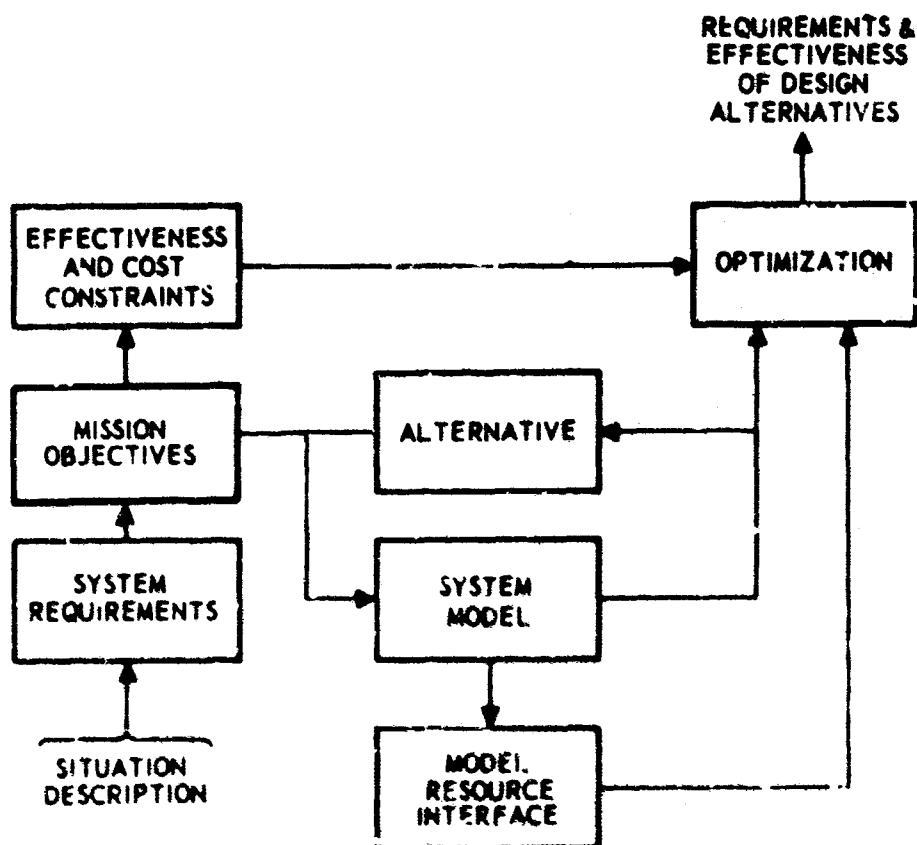 REQUIREMENTS &
EFFECTIVENESS
OF DESIGN
ALTERNATIVES
EFFECTIVENESS
AND COST
CONSTRAINTS
OPTIMIZATION
MISSION
OBJECTIVES
ALTERNATIVE
SYSTEM
REQUIREMENTS
SYSTEM
MODEL
SITUATION
DESCRIPTION
MODEL
RESOURCE
INTERFACE